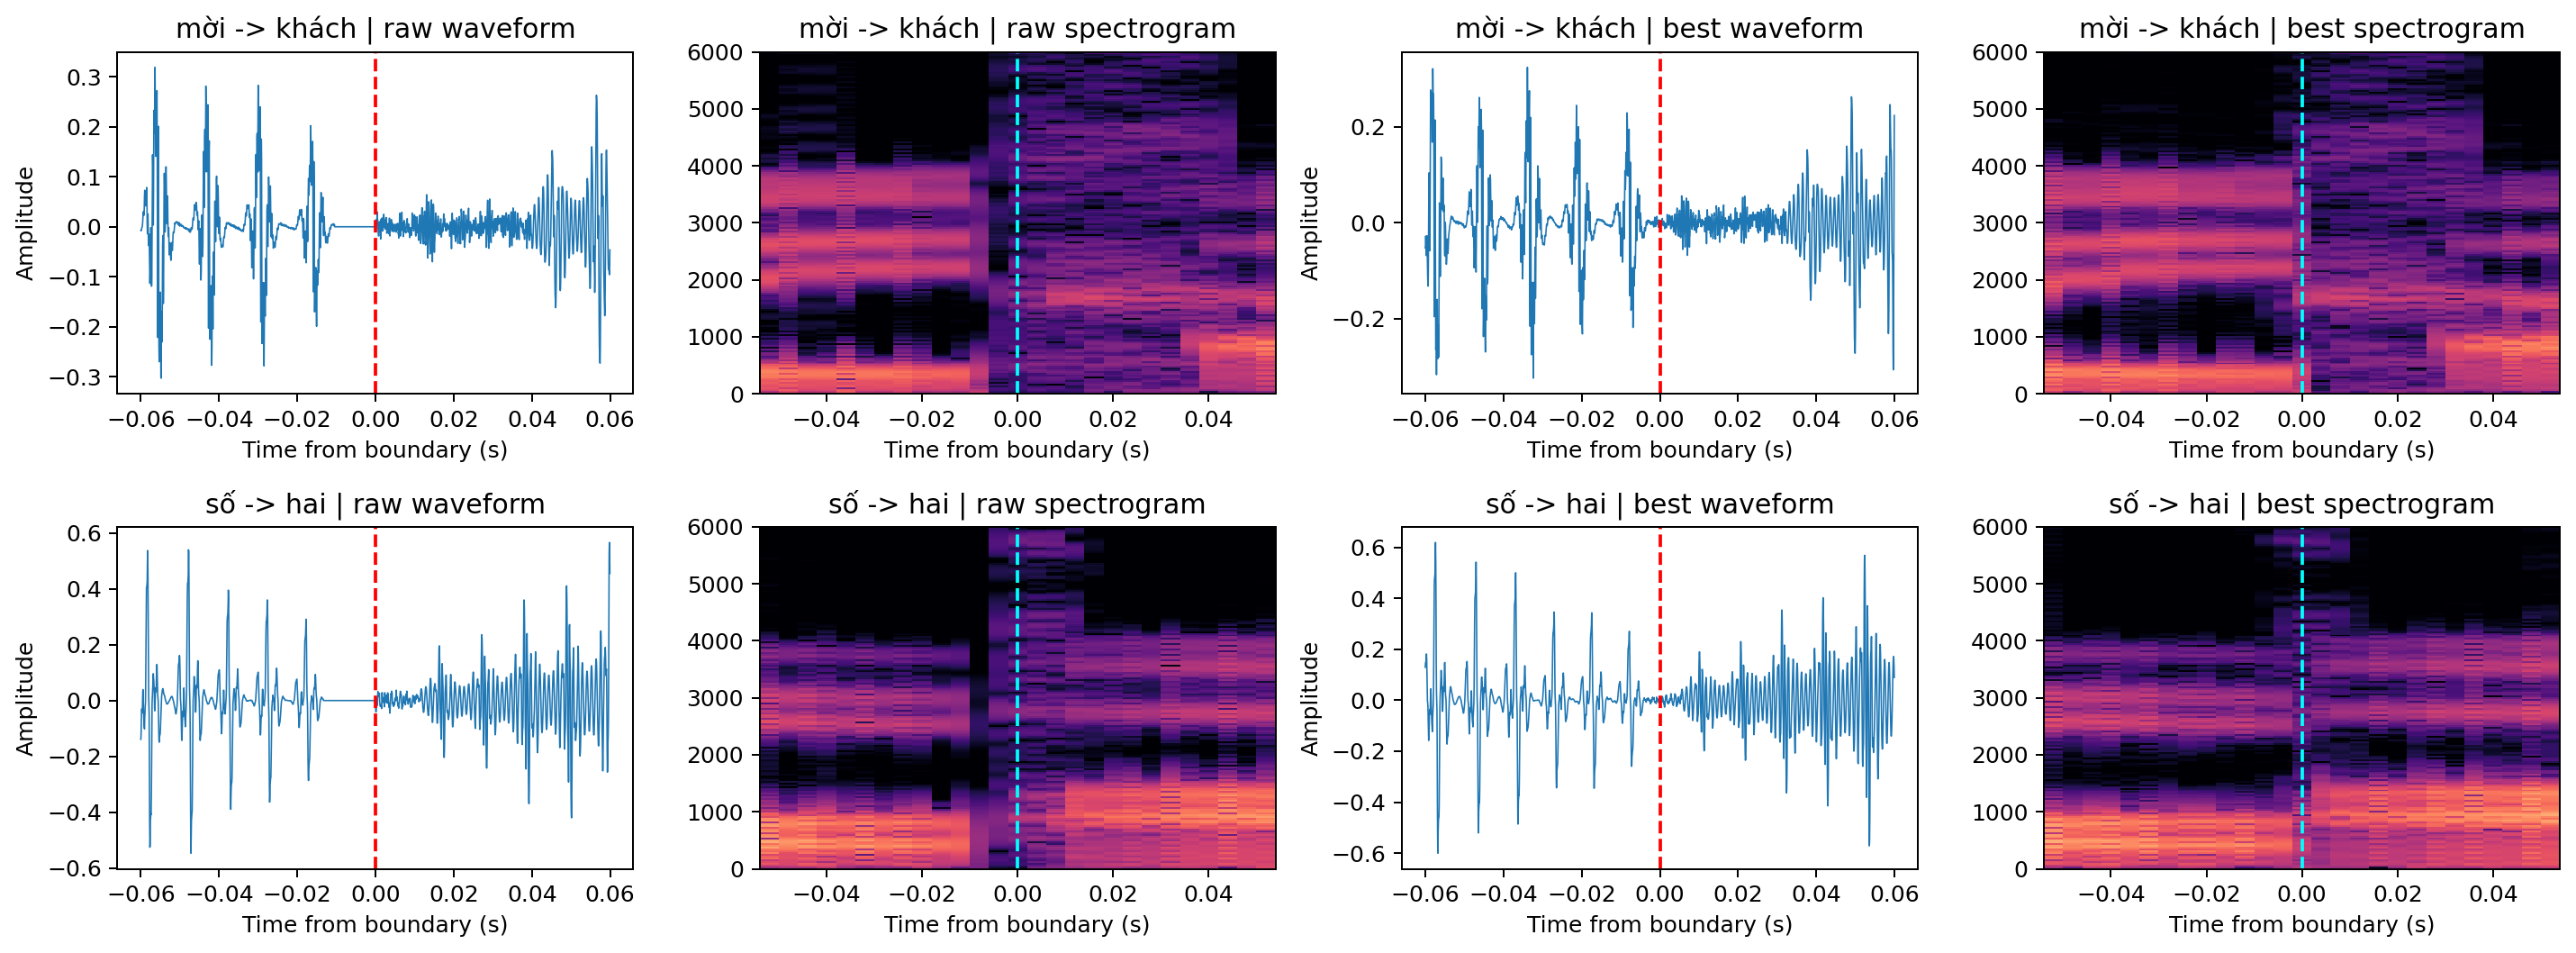 mời -> khách | raw waveform
0.3
0.2
0.1
0.0
−0.1
−0.2
−0.3
Amplitude
−0.06 −0.04 −0.02 0.00 0.02 0.04 0.06
Time from boundary (s)
mời -> khách | raw spectrogram
6000
5000
4000
3000
2000
1000
0
−0.04 −0.02 0.00 0.02 0.04
Time from boundary (s)
mời -> khách | best waveform
0.2
0.0
−0.2
Amplitude
−0.06 −0.04 −0.02 0.00 0.02 0.04 0.06
Time from boundary (s)
mời -> khách | best spectrogram
6000
5000
4000
3000
2000
1000
0
−0.04 −0.02 0.00 0.02 0.04
Time from boundary (s)
số -> hai | raw waveform
0.6
0.4
0.2
0.0
−0.2
−0.4
−0.6
Amplitude
−0.06 −0.04 −0.02 0.00 0.02 0.04 0.06
Time from boundary (s)
số -> hai | raw spectrogram
6000
5000
4000
3000
2000
1000
0
−0.04 −0.02 0.00 0.02 0.04
Time from boundary (s)
số -> hai | best waveform
0.6
0.4
0.2
0.0
−0.2
−0.4
−0.6
Amplitude
−0.06 −0.04 −0.02 0.00 0.02 0.04 0.06
Time from boundary (s)
số -> hai | best spectrogram
6000
5000
4000
3000
2000
1000
0
−0.04 −0.02 0.00 0.02 0.04
Time from boundary (s)